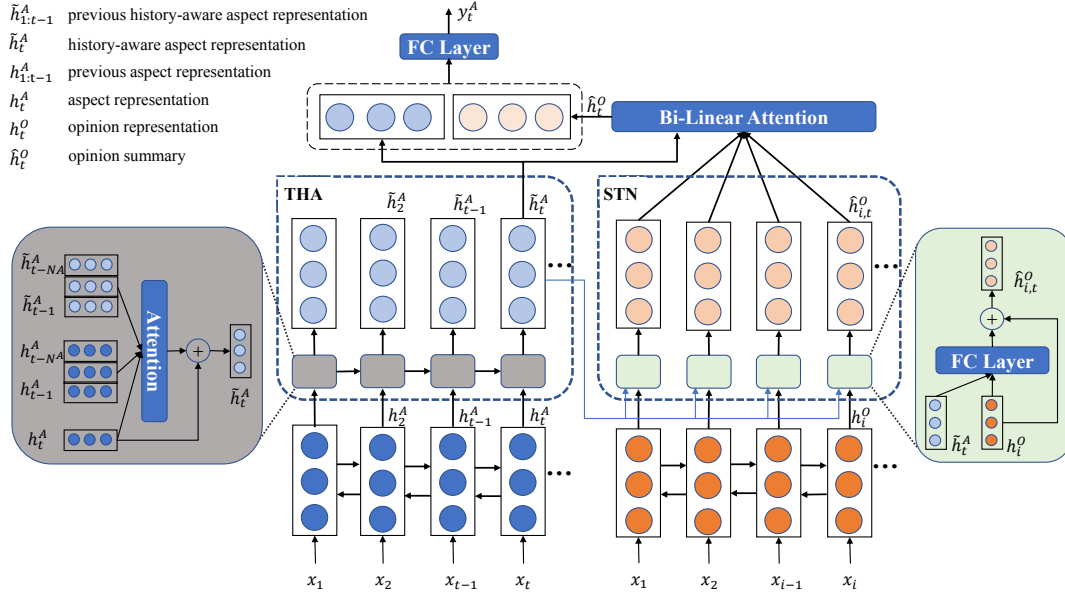 h̃^A_{1:t−1} previous history-aware aspect representation
h̃^A_t history-aware aspect representation
h^A_{1:t−1} previous aspect representation
h^A_t aspect representation
h^O_t opinion representation
ĥ^O_t opinion summary
y^A_t
FC Layer
ĥ^O_t
Bi-Linear Attention
THA
h̃^A_2
h̃^A_{t−1}
h̃^A_t
...
STN
ĥ^O_{i,t}
...
h̃^A_{t−NA}
h̃^A_{t−1}
h^A_{t−NA}
h^A_{t−1}
h^A_t
Attention
+
h̃^A_t
ĥ^O_{i,t}
+
FC Layer
h̃^A_t
h^O_i
h^A_2
h^A_{t−1}
h^A_t
...
h^O_i
...
x_1
x_2
x_{t−1}
x_t
x_1
x_2
x_{i−1}
x_i